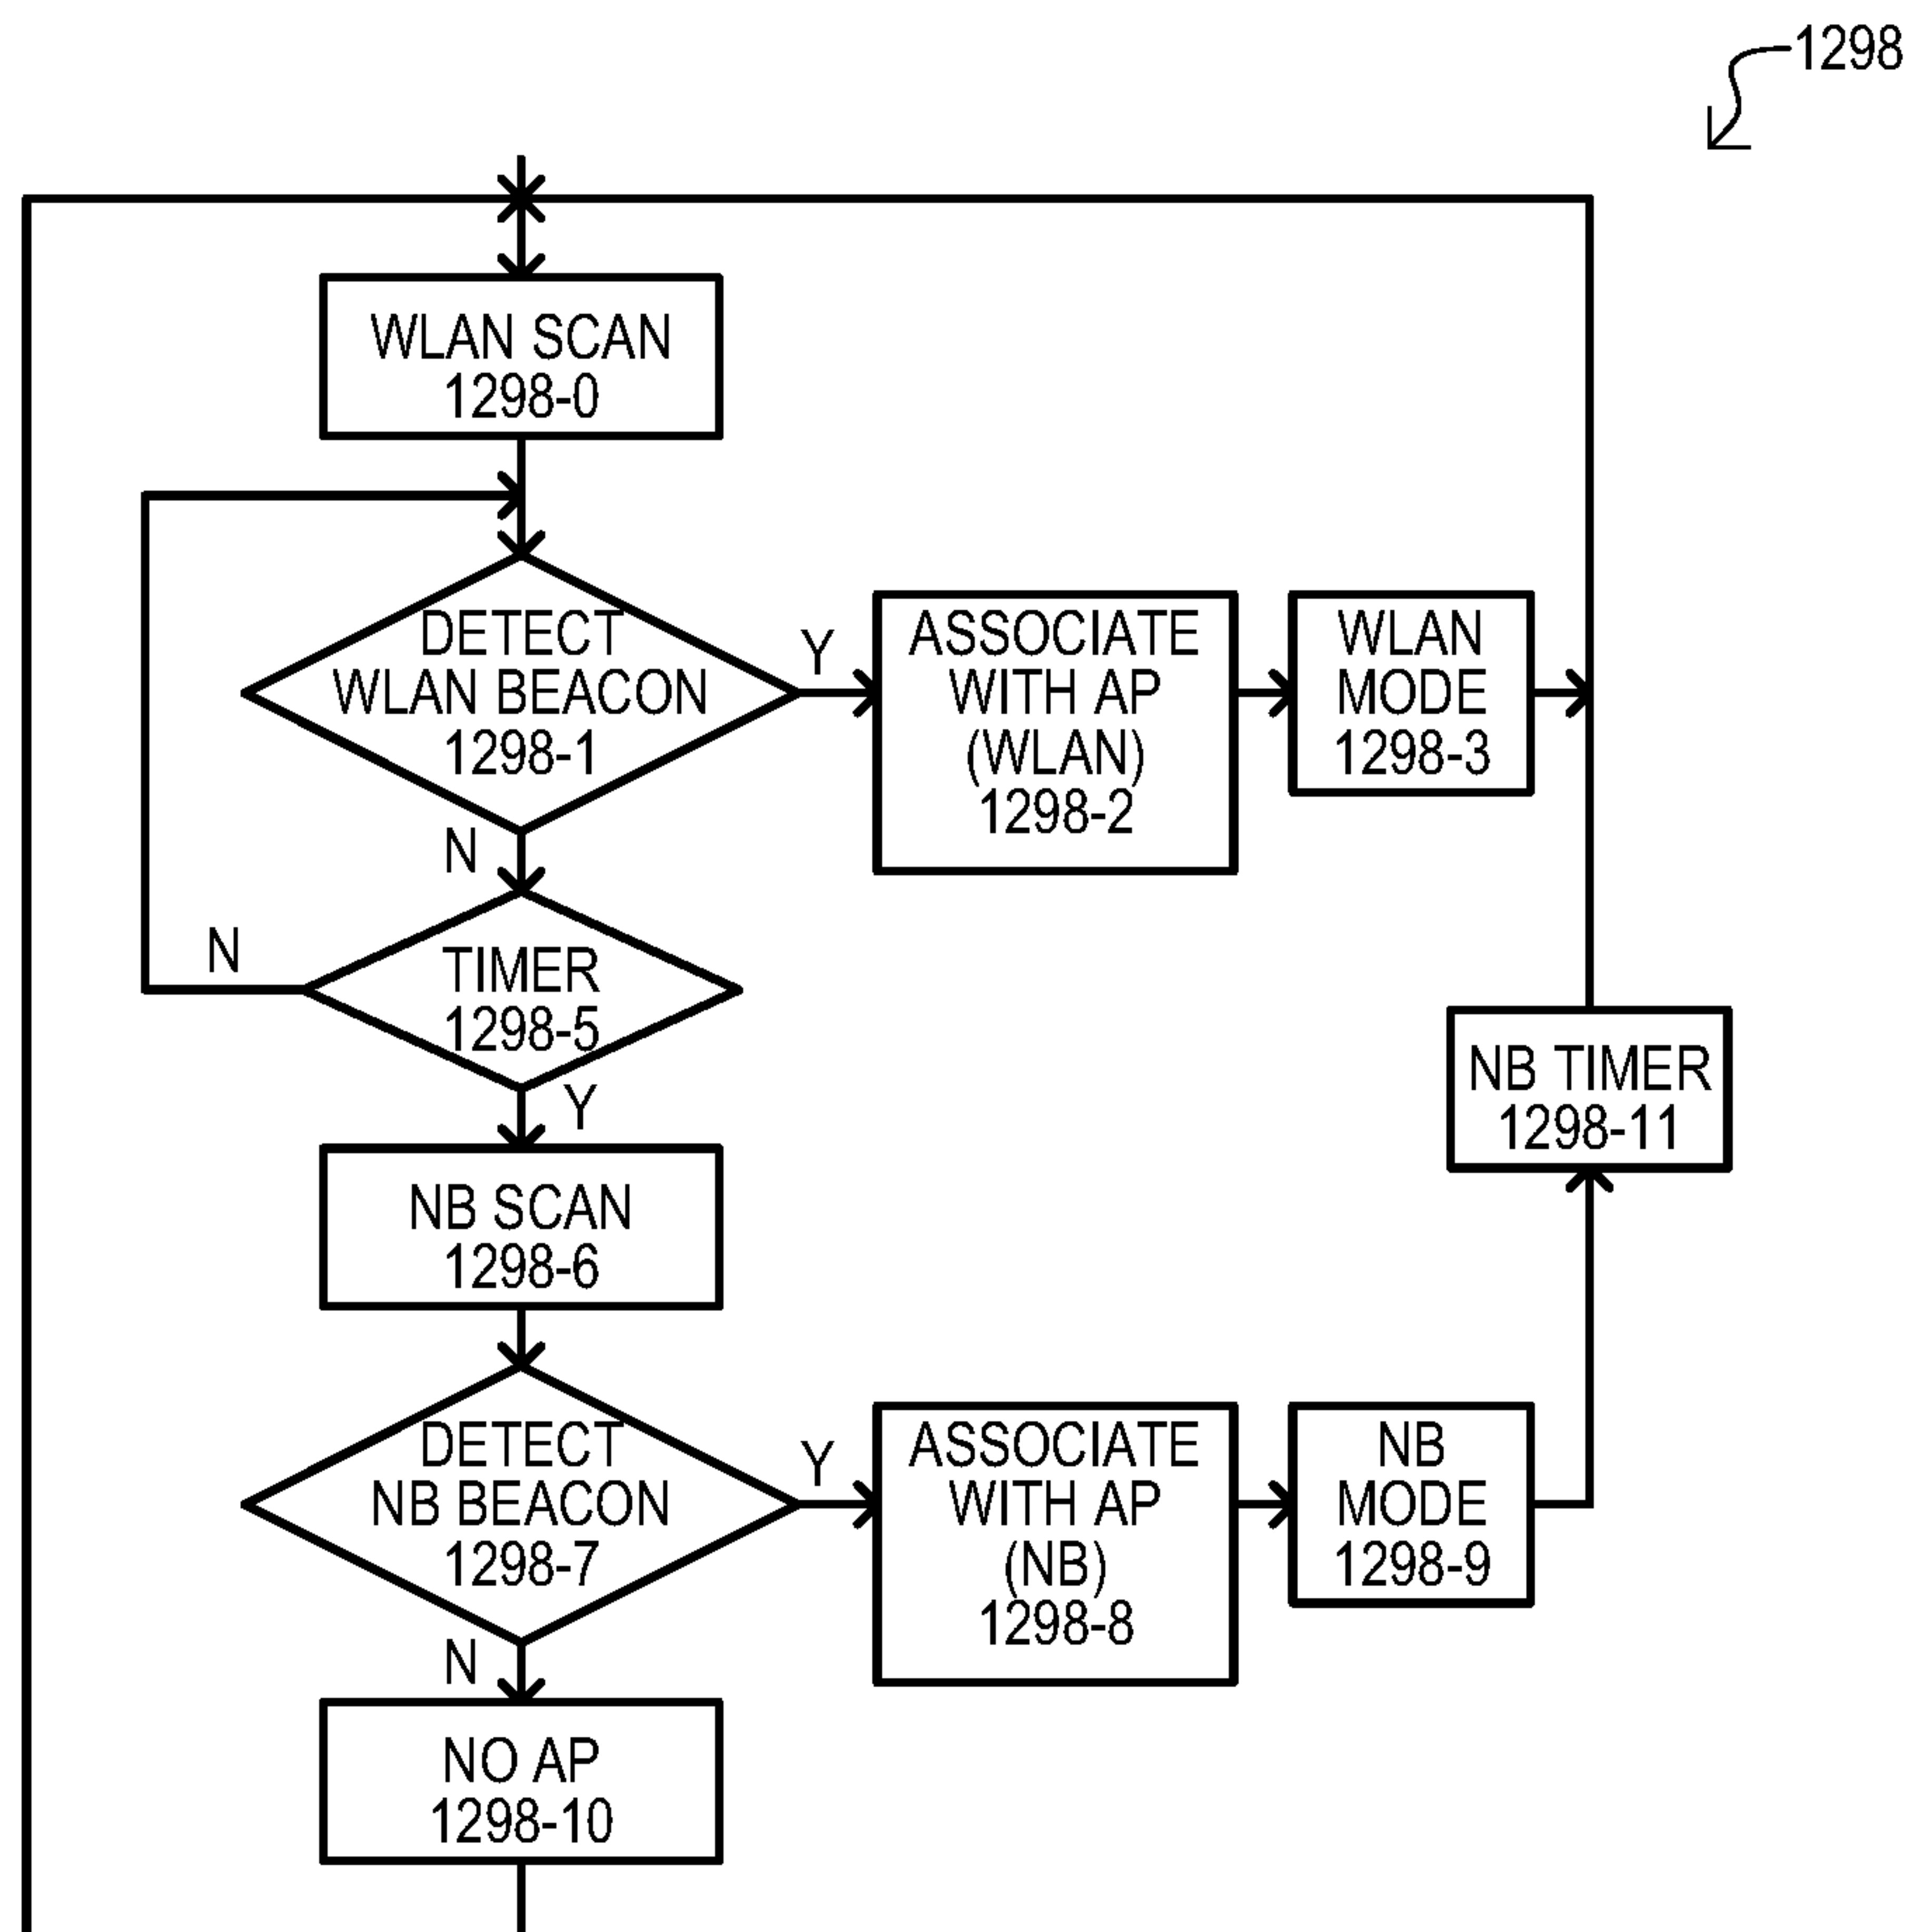 1298
WLAN SCAN
1298-0
DETECT
WLAN BEACON
1298-1
Y
ASSOCIATE
WITH AP
(WLAN)
1298-2
WLAN
MODE
1298-3
N
N
TIMER
1298-5
Y
NB TIMER
1298-11
NB SCAN
1298-6
DETECT
NB BEACON
1298-7
Y
ASSOCIATE
WITH AP
(NB)
1298-8
NB
MODE
1298-9
N
NO AP
1298-10